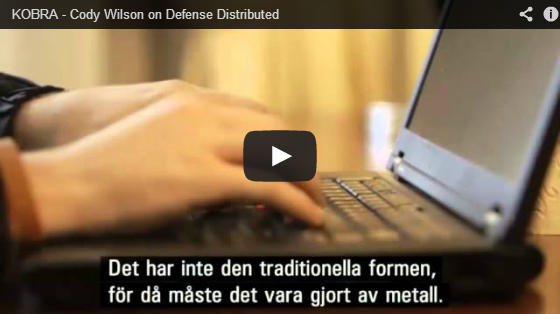 KOBRA - Cody Wilson on Defense Distributed
Det har inte den traditionella formen,
för då måste det vara gjort av metall.